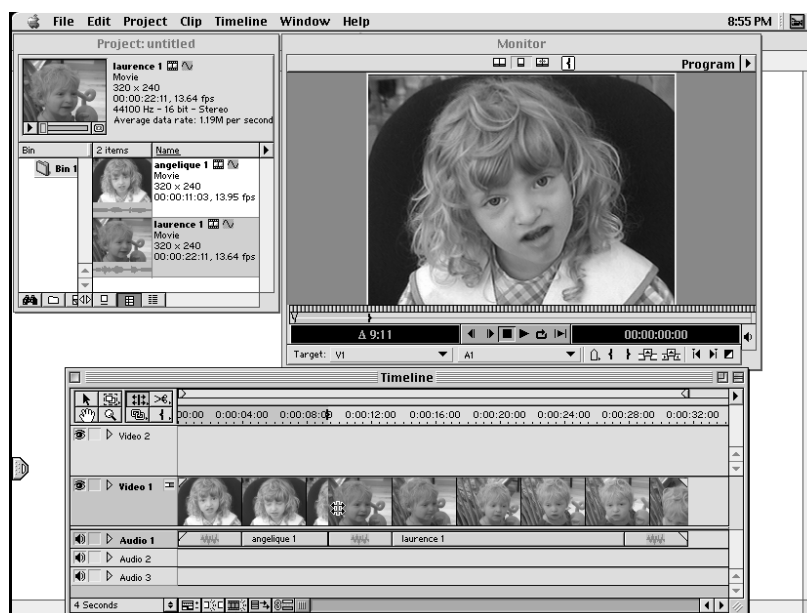 File Edit Project Clip Timeline Window Help 8:55 PM
Project: untitled
laurence 1
Movie
320 × 240
00:00:22:11, 13.64 fps
44100 Hz - 16 bit - Stereo
Average data rate: 1.19M per second
Bin 2 items Name
Bin 1
angelique 1
Movie
320 × 240
00:00:11:03, 13.95 fps
laurence 1
Movie
320 × 240
00:00:22:11, 13.64 fps
Monitor
Program
Δ 9:11 00:00:00:00
Target: V1 A1
Timeline
00:00 0:00:04:00 0:00:08:0 0:00:12:00 0:00:16:00 0:00:20:00 0:00:24:00 0:00:28:00 0:00:32:00
Video 2
Video 1
Audio 1 angelique 1 laurence 1
Audio 2
Audio 3
4 Seconds